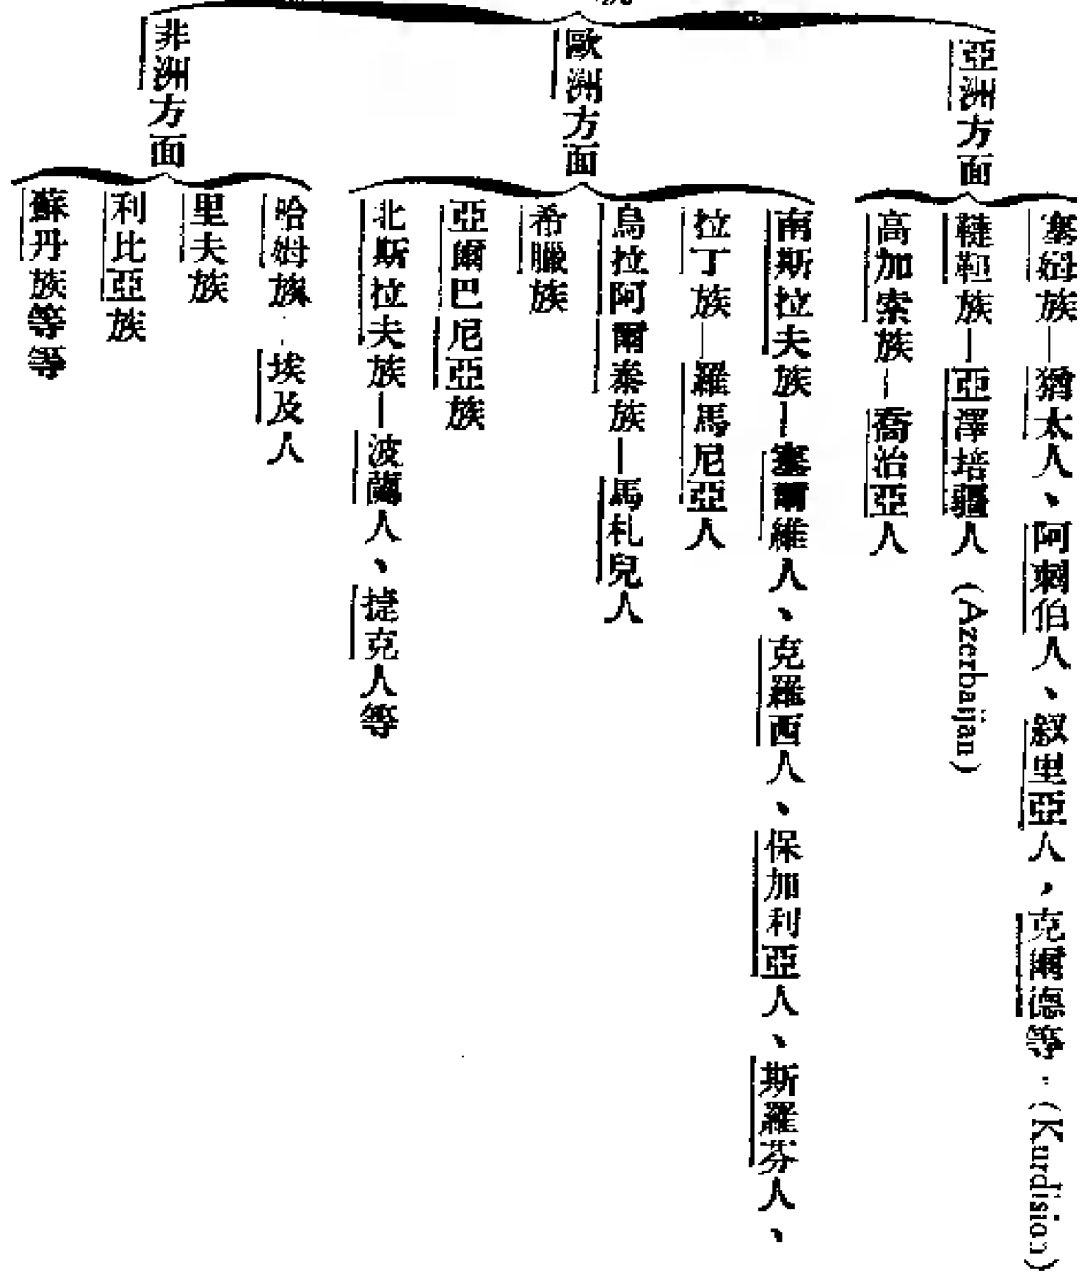 亞洲方面
塞姆族—猶太人、阿剌伯人、叙里亞人，克爾德等．(Kurdision)
韃靼族—亞澤培疆人 (Azerbaijan)
高加索族—喬治亞人
歐洲方面
南斯拉夫族—塞爾維人、克羅西人、保加利亞人、斯羅芬人、
拉丁族—羅馬尼亞人
烏拉阿爾泰族—馬札兒人
希臘族
亞爾巴尼亞族
北斯拉夫族—波蘭人、捷克人等
非洲方面
哈姆族．埃及人
里夫族
利比亞族
蘇丹族等等